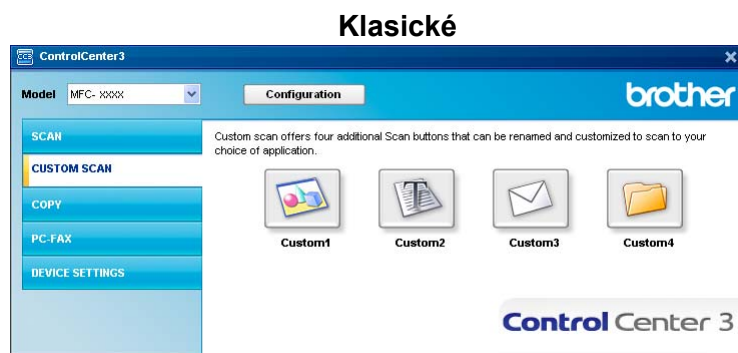 Klasické
ControlCenter3
Model MFC- XXXX Configuration brother
SCAN
CUSTOM SCAN
COPY
PC-FAX
DEVICE SETTINGS
Custom scan offers four additional Scan buttons that can be renamed and customized to scan to your
choice of application.
Custom1 Custom2 Custom3 Custom4
Control Center 3